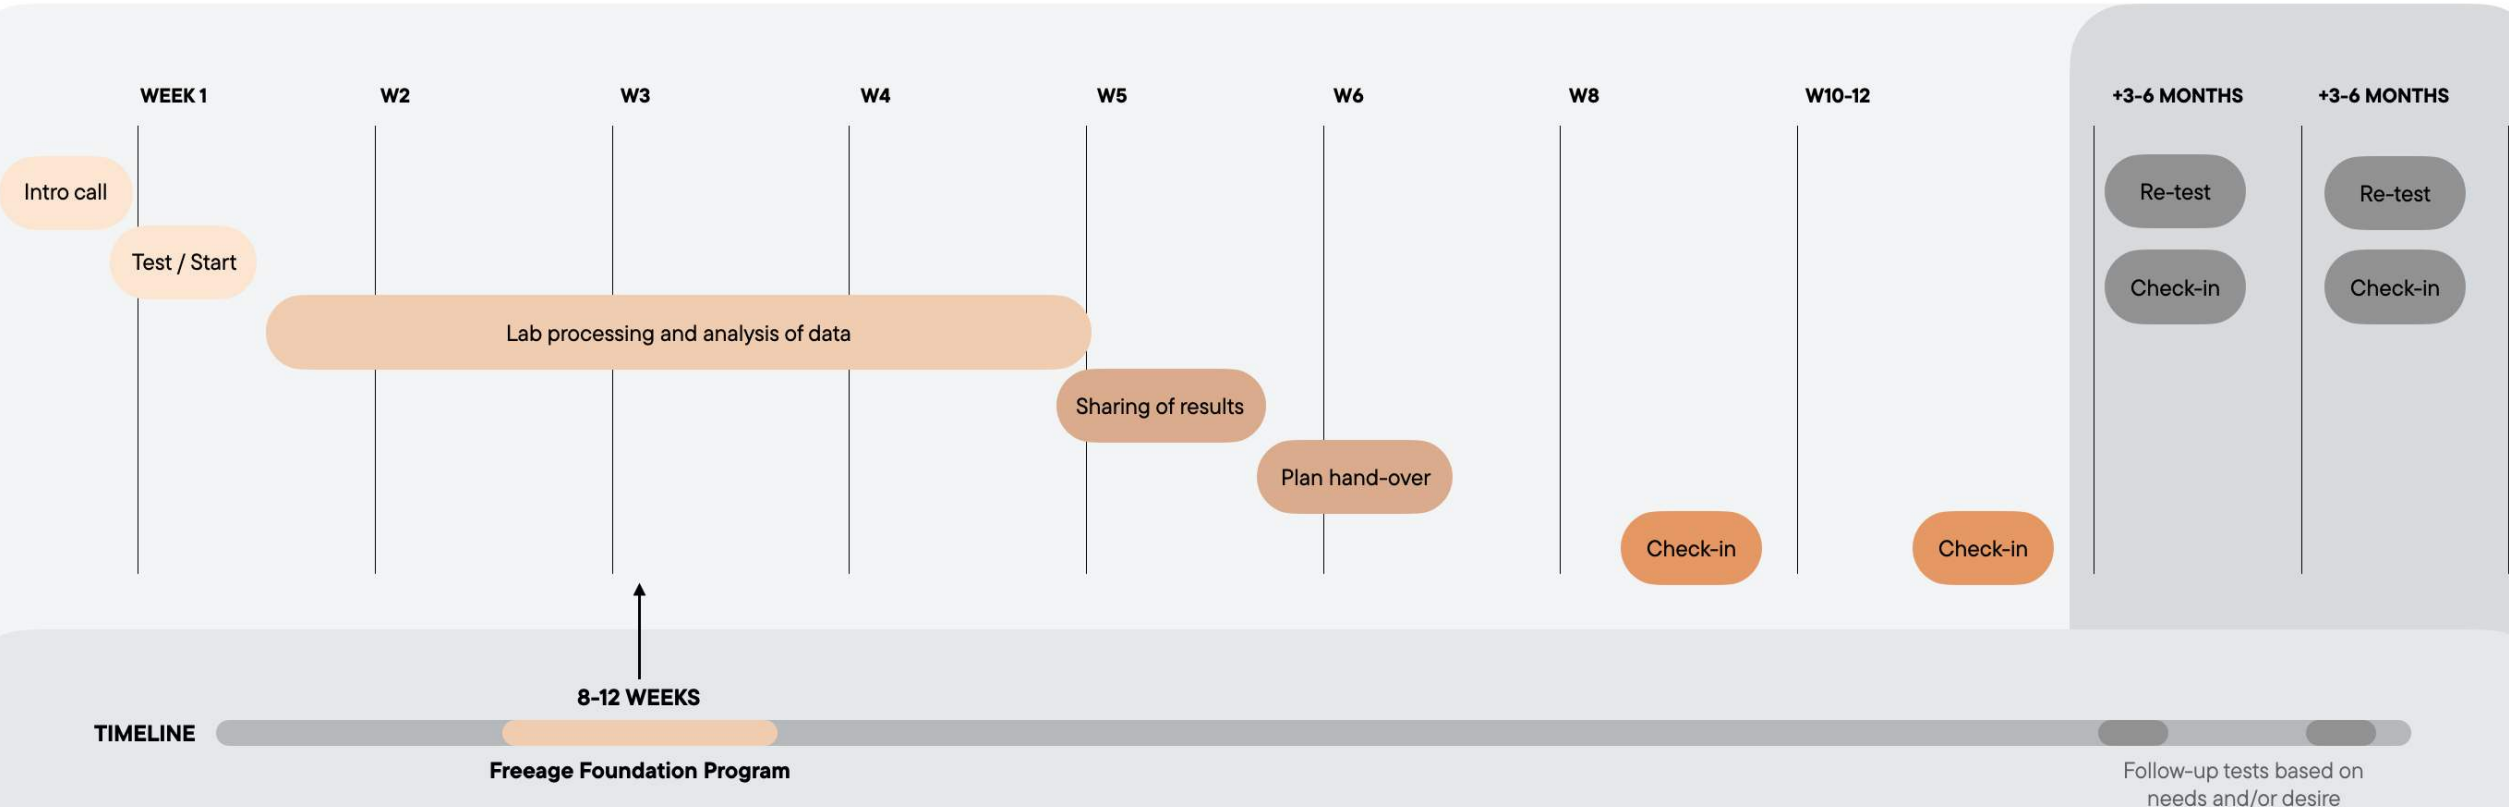 WEEK 1
W2
W3
W4
W5
W6
W8
W10-12
+3-6 MONTHS
+3-6 MONTHS
Intro call
Re-test
Re-test
Test / Start
Check-in
Check-in
Lab processing and analysis of data
Sharing of results
Plan hand-over
Check-in
Check-in
8-12 WEEKS
TIMELINE
Freeage Foundation Program
Follow-up tests based on
needs and/or desire